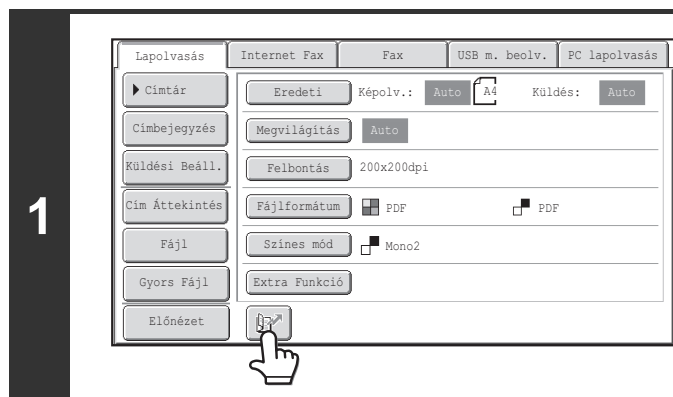 1
Lapolvasás Internet Fax Fax USB m. beolv. PC lapolvasás
Címtár Eredeti Képolv.: Auto A4 Küldés: Auto
Címbejegyzés Megvilágítás Auto
Küldési Beáll. Felbontás 200x200dpi
Cím Áttekintés Fájlformátum PDF PDF
Fájl Színes mód Mono2
Gyors Fájl Extra Funkció
Előnézet